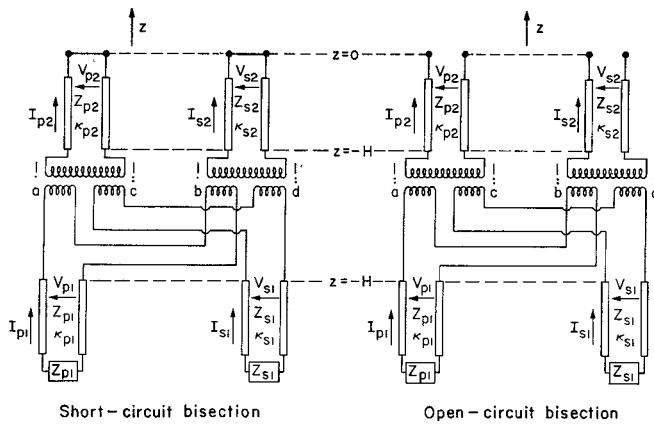 z z
z=0
V_p2 V_s2 V_p2 V_s2
I_p2 Z_p2 I_s2 Z_s2 I_p2 Z_p2 I_s2 Z_s2
κ_p2 κ_s2 κ_p2 κ_s2
z=-H
a c b d a c b d
z=-H
V_p1 V_s1 V_p1 V_s1
I_p1 Z_p1 I_s1 Z_s1 I_p1 Z_p1 I_s1 Z_s1
κ_p1 κ_s1 κ_p1 κ_s1
Z_p1 Z_s1 Z_p1 Z_s1
Short-circuit bisection Open-circuit bisection